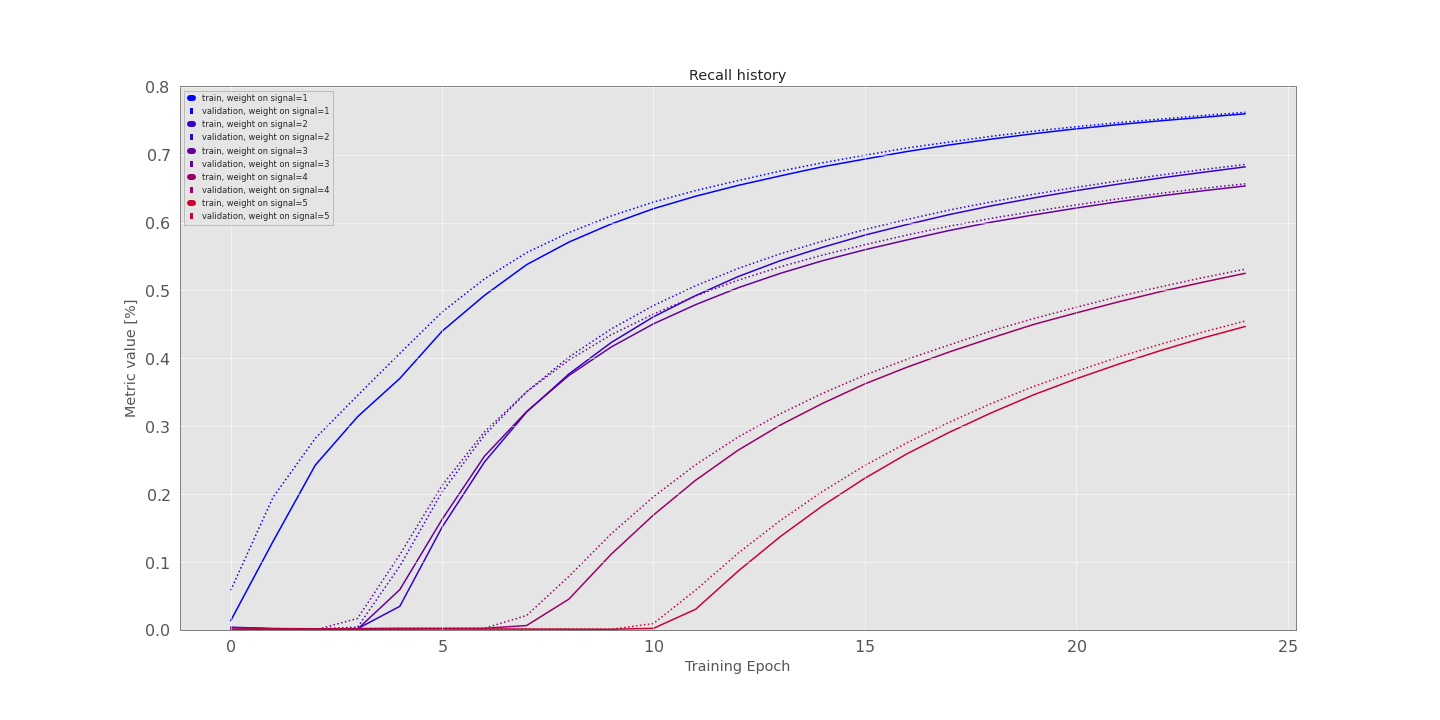 Recall history
0.8
0.7
0.6
0.5
0.4
0.3
0.2
0.1
0.0
Metric value [%]
train, weight on signal=1
validation, weight on signal=1
train, weight on signal=2
validation, weight on signal=2
train, weight on signal=3
validation, weight on signal=3
train, weight on signal=4
validation, weight on signal=4
train, weight on signal=5
validation, weight on signal=5
0 5 10 15 20 25
Training Epoch